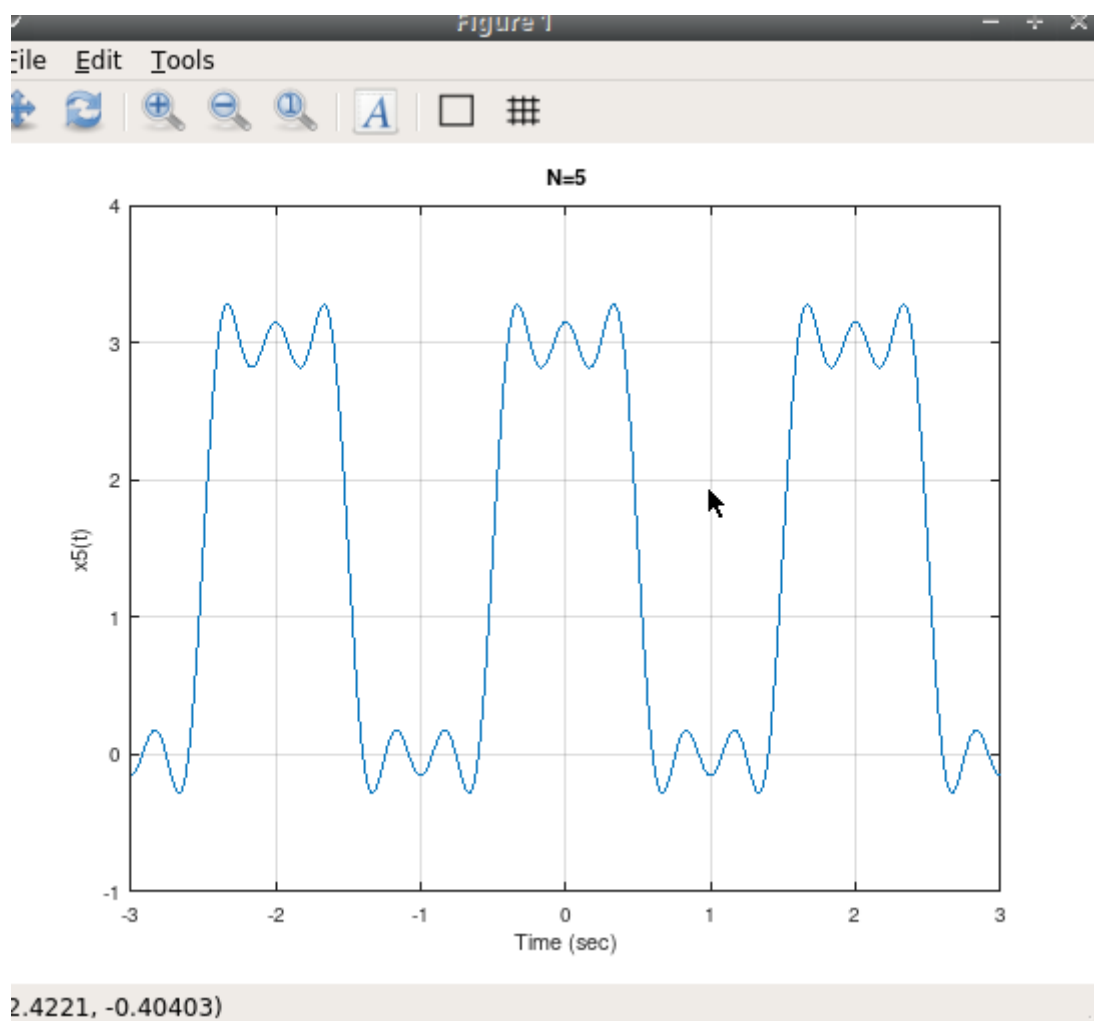 Figure 1
File Edit Tools
A
N=5
4
3
2
1
0
-1
x5(t)
-3 -2 -1 0 1 2 3
Time (sec)
2.4221, -0.40403)